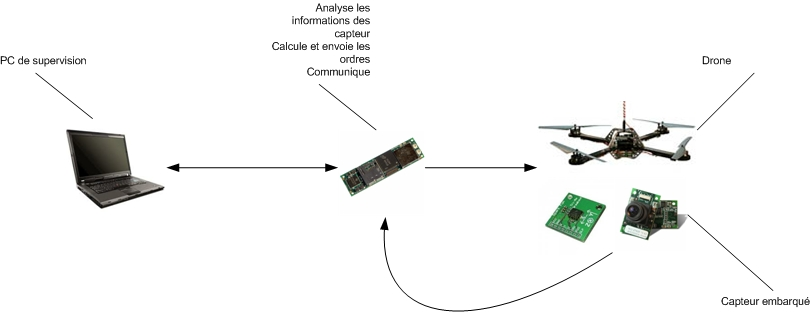 Analyse les
informations des
capteur
Calcule et envoie les
ordres
Communique
PC de supervision
Drone
Capteur embarqué